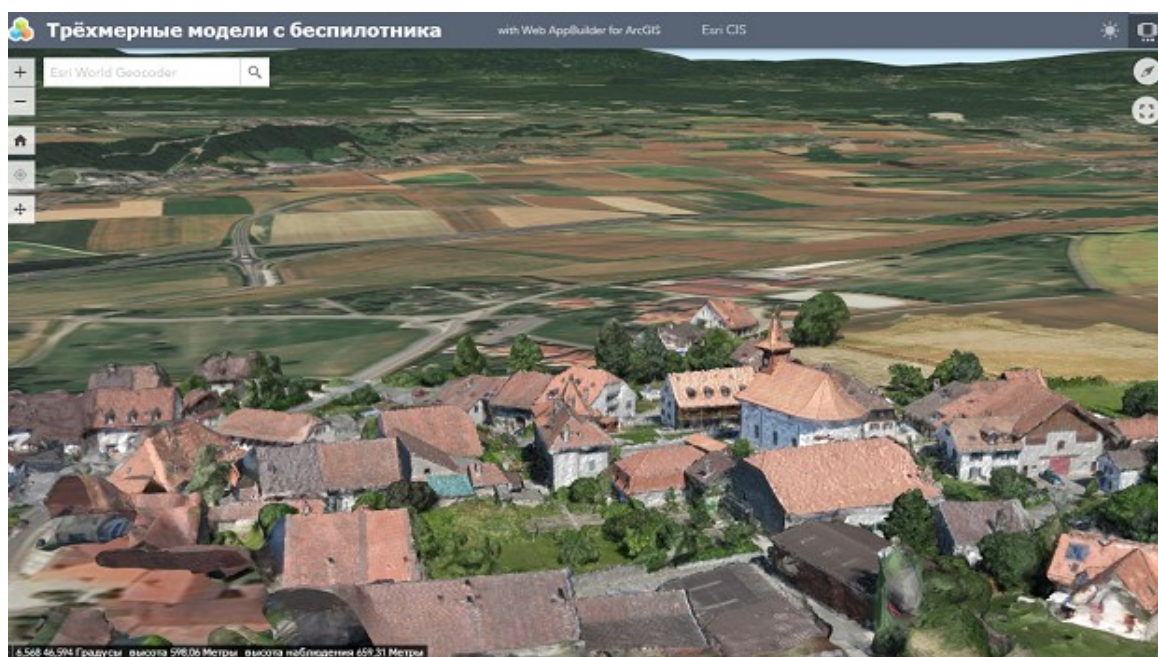 Трёхмерные модели с беспилотника with Web AppBuilder for ArcGIS Esri CIS
Esri World Geocoder
6,568 46,594 Градусы высота 598,06 Метры высота наблюдения 659,31 Метры